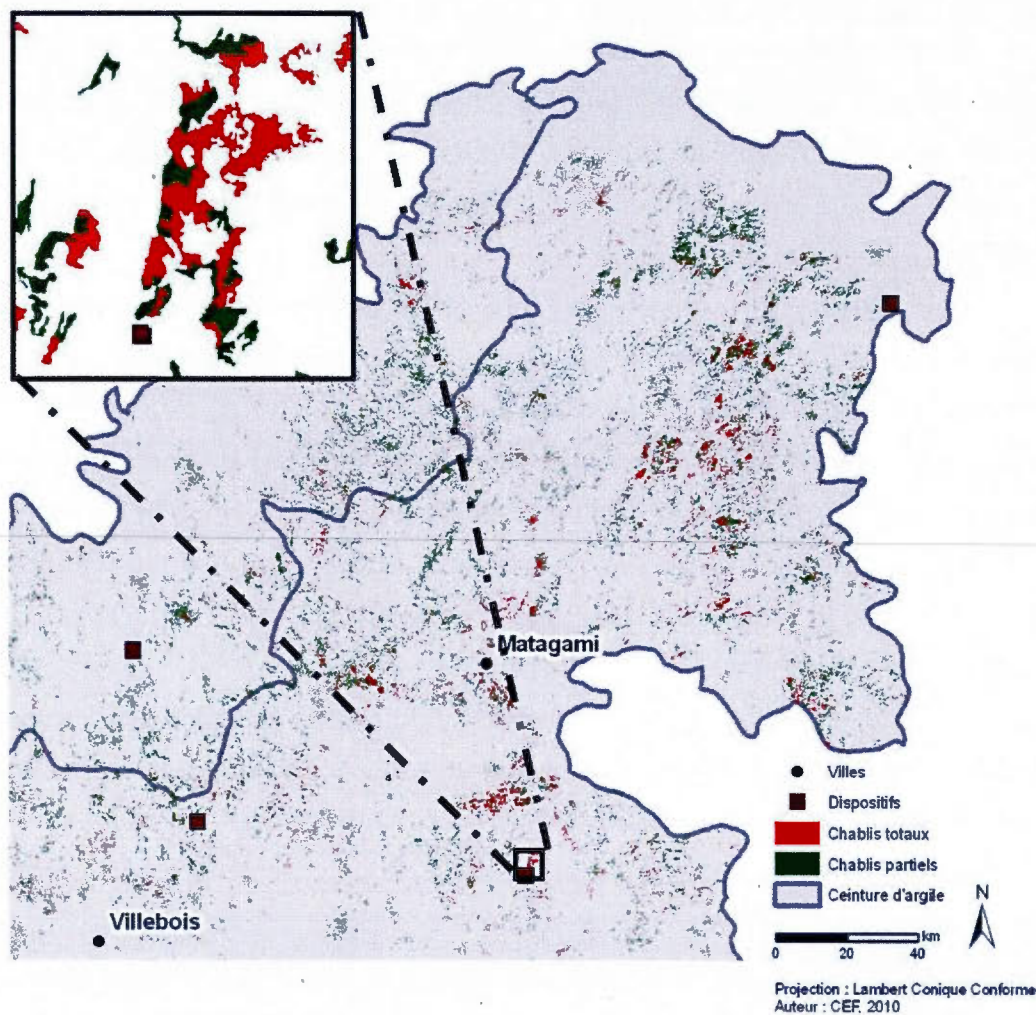 Matagami
Villebois
Villes
Dispositifs
Chablis totaux
Chablis partiels
Ceinture d'argile
N
km
0 20 40
Projection : Lambert Conique Conforme
Auteur : CEF, 2010